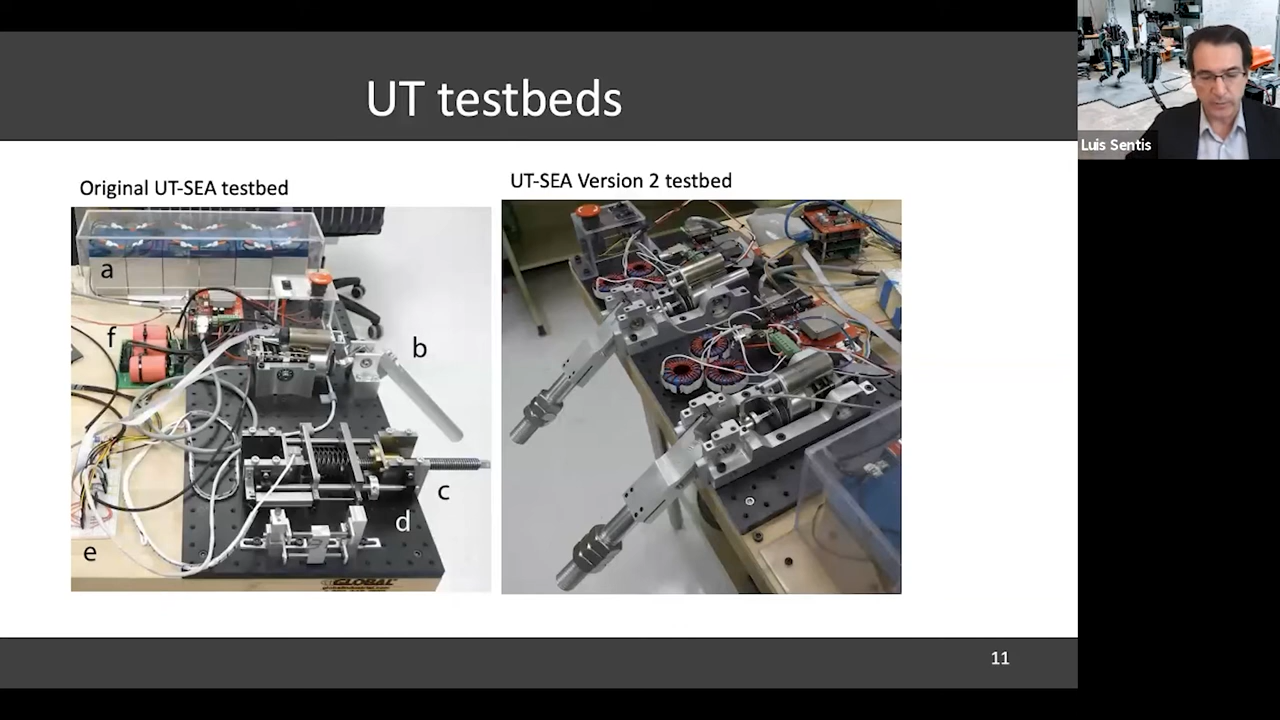 UT testbeds
Luis Sentis
Original UT-SEA testbed
UT-SEA Version 2 testbed
a
f
b
c
d
e
GLOBAL
11